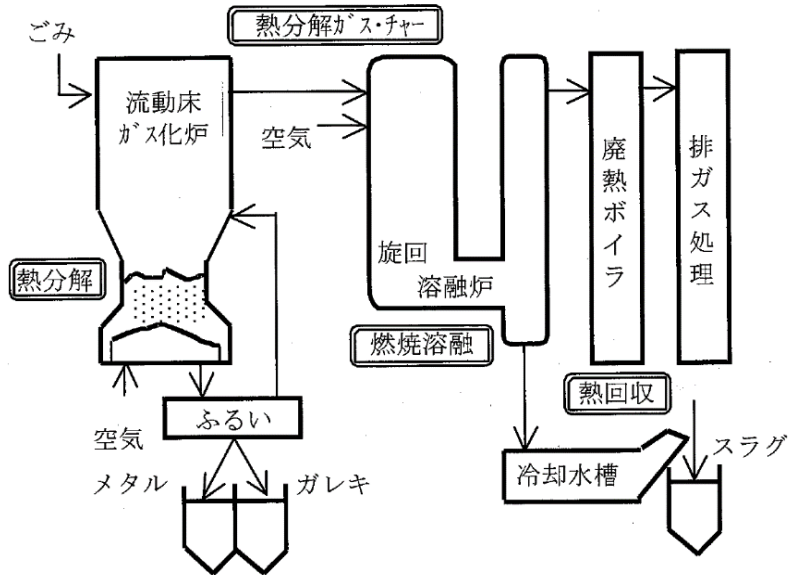 ごみ
熱分解ｶﾞｽ・ﾁｬｰ
流動床
ｶﾞｽ化炉
空気
廃熱ボイラ
排ガス処理
旋回
溶融炉
熱分解
燃焼溶融
熱回収
空気
ふるい
メタル
ガレキ
冷却水槽
スラグ